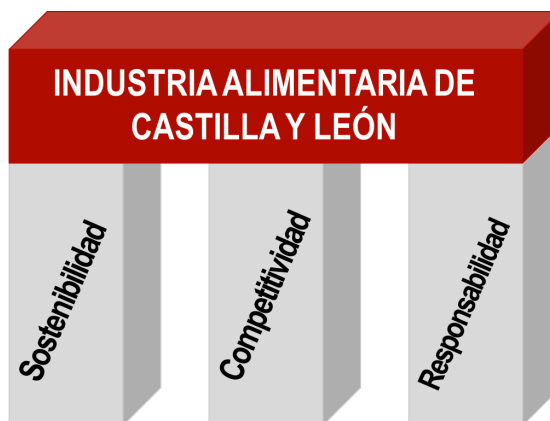 INDUSTRIA ALIMENTARIA DE
CASTILLA Y LEÓN
Sostenibilidad
Competitividad
Responsabilidad